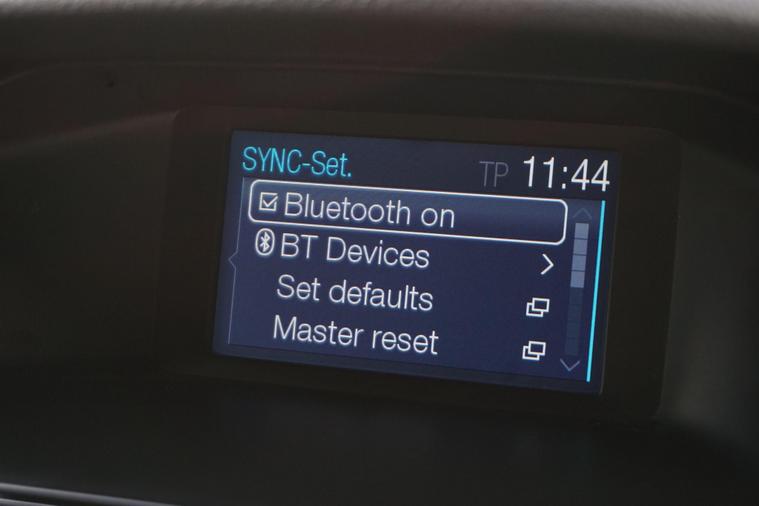 SYNC-Set. TP 11:44
Bluetooth on
BT Devices
Set defaults
Master reset